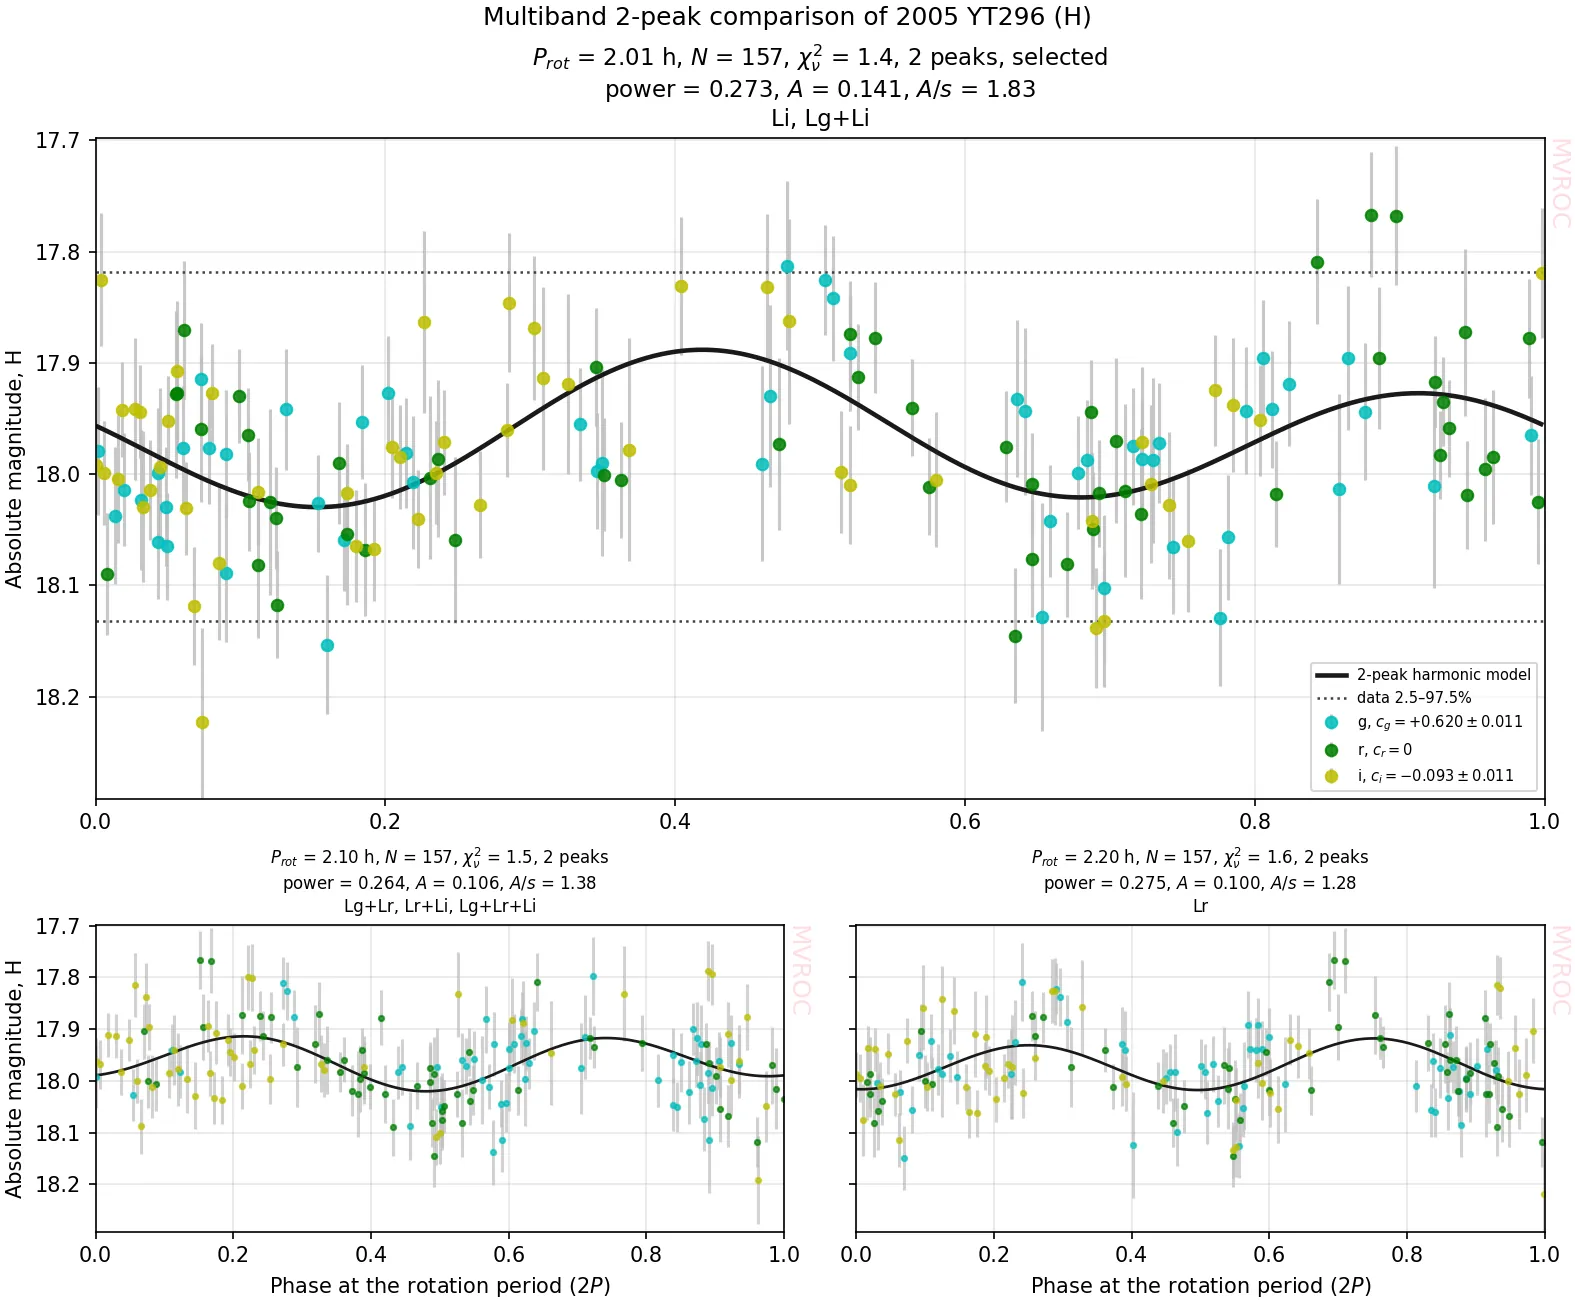 Multiband 2-peak comparison of 2005 YT296 (H)
P_rot = 2.01 h, N = 157, χ²_ν = 1.4, 2 peaks, selected
power = 0.273, A = 0.141, A/s = 1.83
Li, Lg+Li
17.7
17.8
17.9
18.0
18.1
18.2
Absolute magnitude, H
MVROC
2-peak harmonic model
data 2.5–97.5%
g, c_g = +0.620 ± 0.011
r, c_r = 0
i, c_i = −0.093 ± 0.011
0.0 0.2 0.4 0.6 0.8 1.0
P_rot = 2.10 h, N = 157, χ²_ν = 1.5, 2 peaks
power = 0.264, A = 0.106, A/s = 1.38
Lg+Lr, Lr+Li, Lg+Lr+Li
17.7
17.8
17.9
18.0
18.1
18.2
Absolute magnitude, H
MVROC
0.0 0.2 0.4 0.6 0.8 1.0
Phase at the rotation period (2P)
P_rot = 2.20 h, N = 157, χ²_ν = 1.6, 2 peaks
power = 0.275, A = 0.100, A/s = 1.28
Lr
MVROC
0.0 0.2 0.4 0.6 0.8 1.0
Phase at the rotation period (2P)